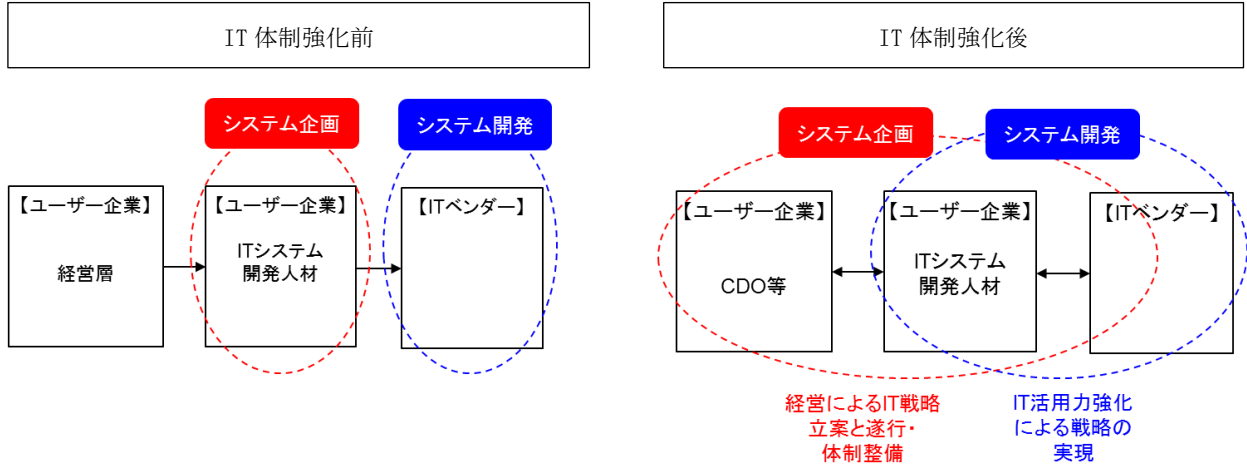 IT 体制強化前
システム企画
システム開発
【ユーザー企業】
経営層
【ユーザー企業】
ITシステム
開発人材
【ITベンダー】
IT 体制強化後
システム企画
システム開発
【ユーザー企業】
CDO等
【ユーザー企業】
ITシステム
開発人材
【ITベンダー】
経営によるIT戦略
立案と遂行・
体制整備
IT活用力強化
による戦略の
実現